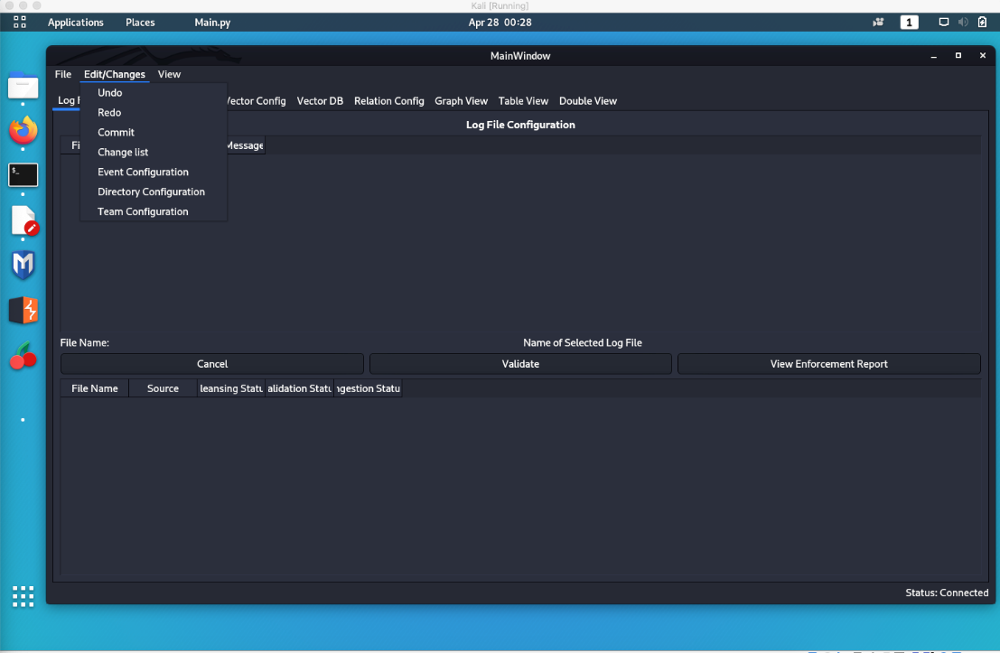 Kali [Running]
Applications Places Main.py Apr 28 00:28 1
MainWindow
File Edit/Changes View
Log Vector Config Vector DB Relation Config Graph View Table View Double View
Undo
Redo
Commit
Change list
Event Configuration
Directory Configuration
Team Configuration
Log File Configuration
Message
File Name: Name of Selected Log File
Cancel Validate View Enforcement Report
File Name Source leansing Statu alidation Statu ngestion Statu
Status: Connected